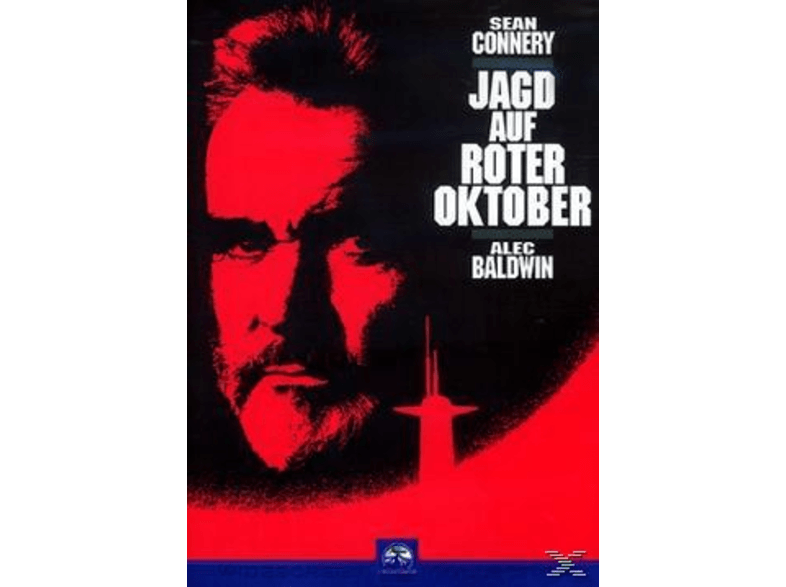 SEAN
CONNERY
JAGD
AUF
ROTER
OKTOBER
ALEC
BALDWIN